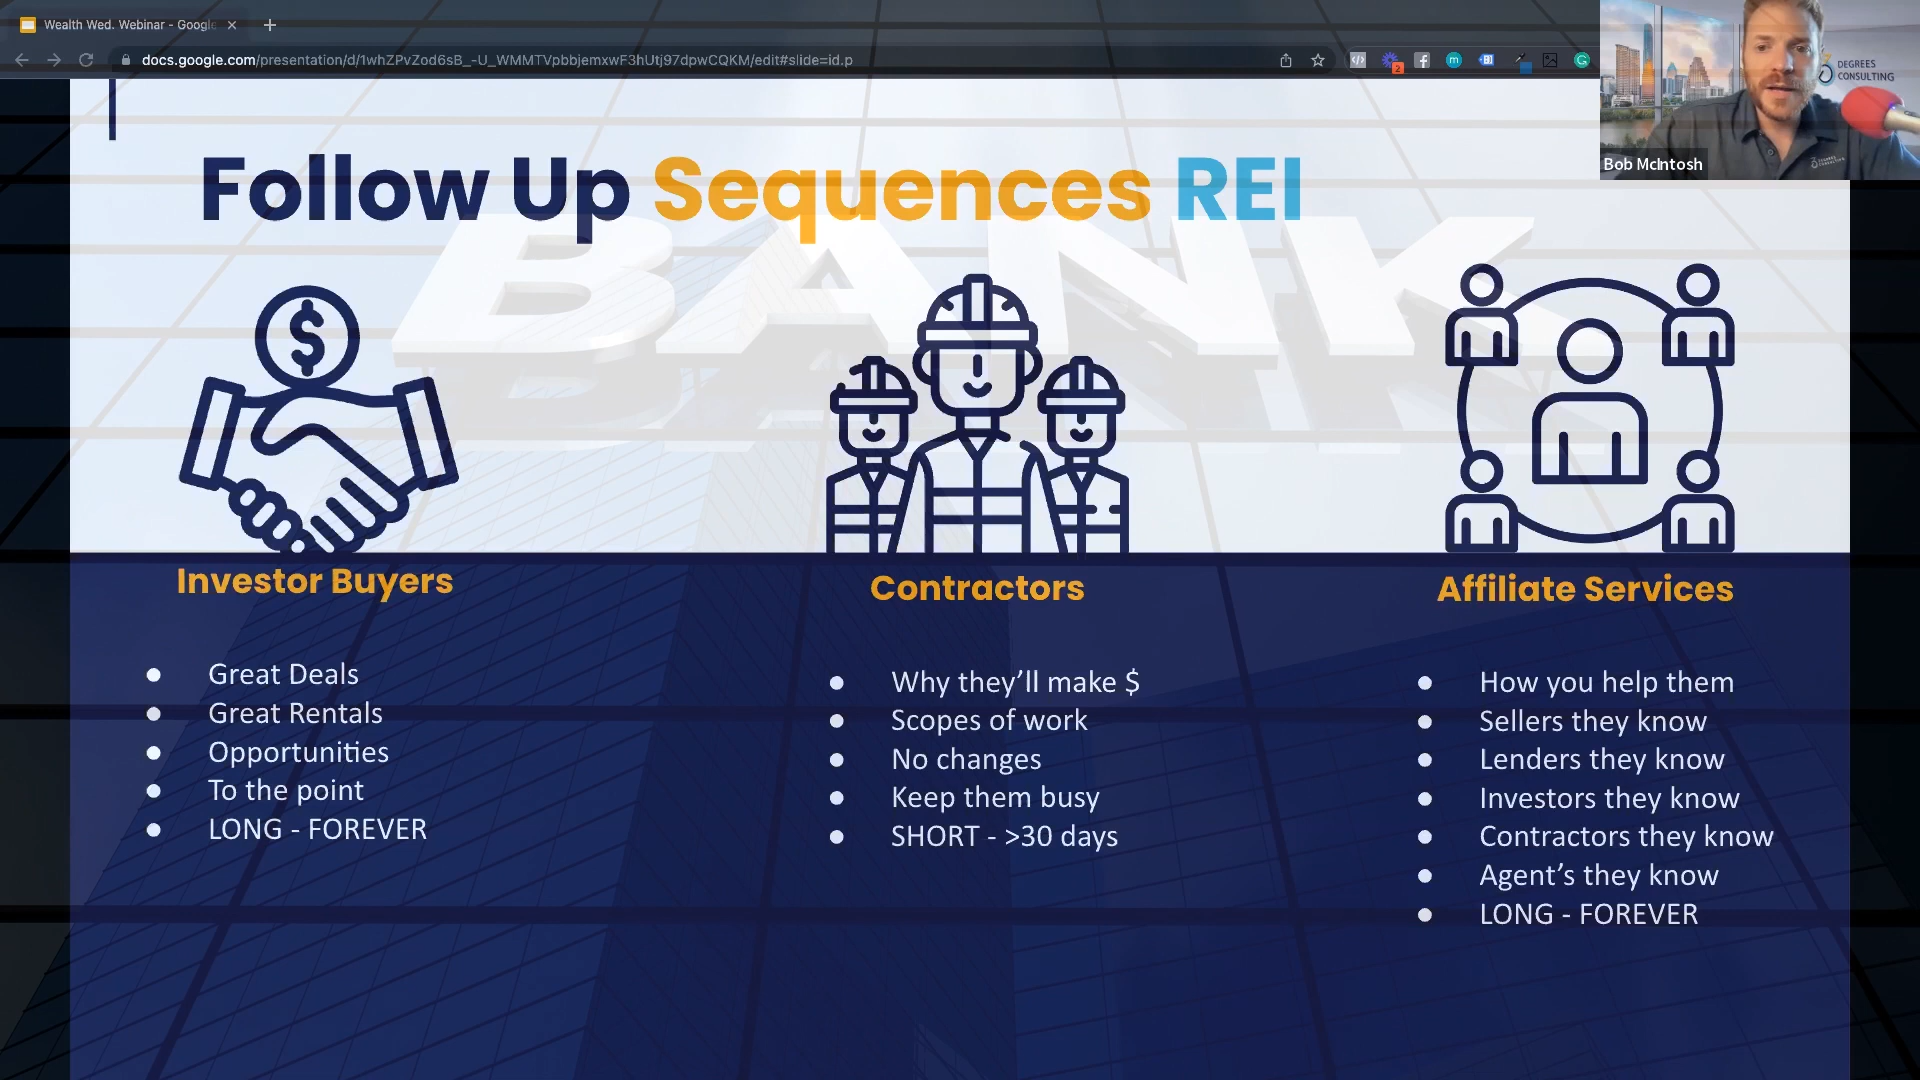 Wealth Wed. Webinar - Google
docs.google.com/presentation/d/1whZPvZod6sB_-U_WMMTVpbbjemxwF3hUtj97dpwCQKM/edit#slide=id.p
2
DEGREES
CONSULTING
Bob McIntosh
Follow Up Sequences REI
BANK
$
Investor Buyers
Great Deals
Great Rentals
Opportunities
To the point
LONG - FOREVER
Contractors
Why they’ll make $
Scopes of work
No changes
Keep them busy
SHORT - >30 days
Affiliate Services
How you help them
Sellers they know
Lenders they know
Investors they know
Contractors they know
Agent’s they know
LONG - FOREVER